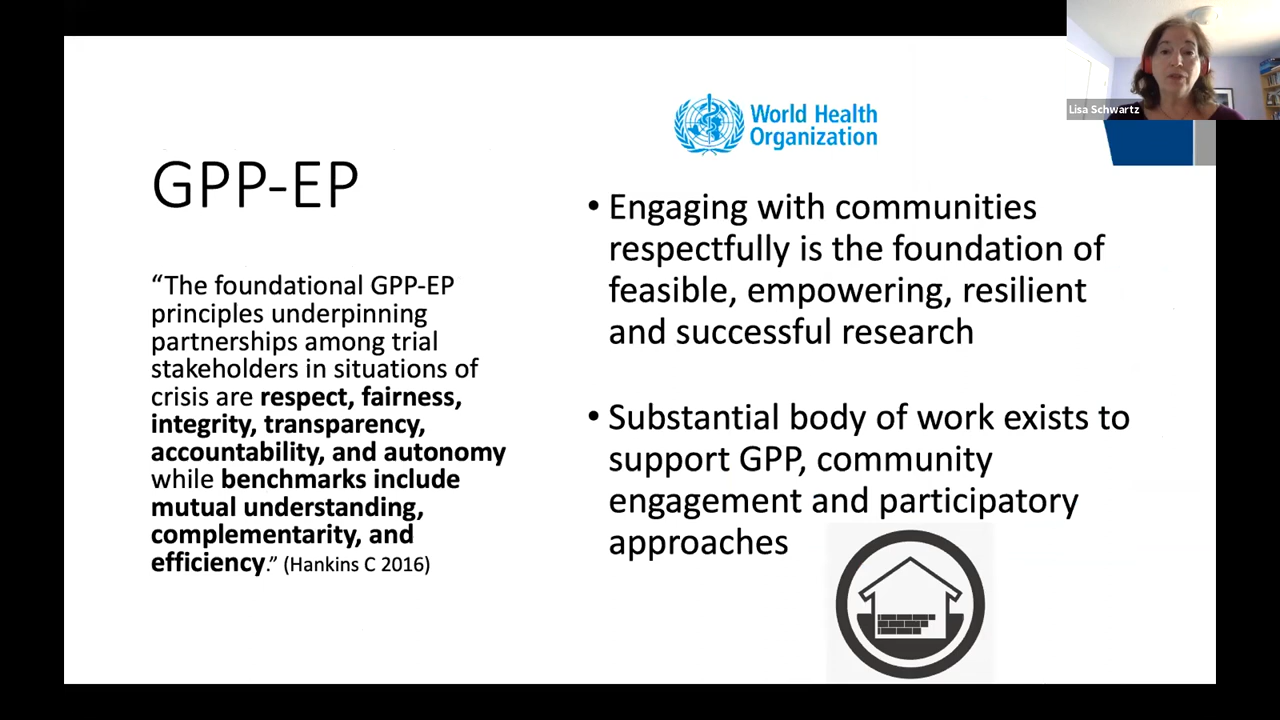 Lisa Schwartz
World Health
Organization
GPP-EP
“The foundational GPP-EP
principles underpinning
partnerships among trial
stakeholders in situations of
crisis are respect, fairness,
integrity, transparency,
accountability, and autonomy
while benchmarks include
mutual understanding,
complementarity, and
efficiency.” (Hankins C 2016)
• Engaging with communities
respectfully is the foundation of
feasible, empowering, resilient
and successful research
• Substantial body of work exists to
support GPP, community
engagement and participatory
approaches